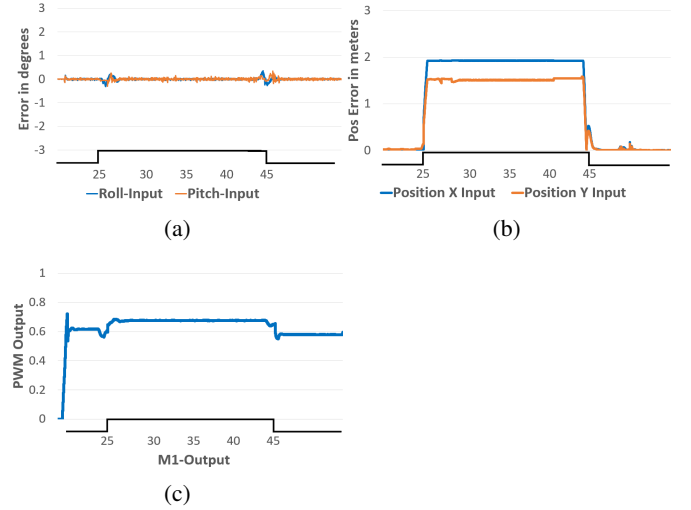 Error in degrees
3
2
1
0
-1
-2
-3
25 30 35 40 45
Roll-Input Pitch-Input
(a)
Pos Error in meters
3
2
1
0
25 30 35 40 45
Position X Input Position Y Input
(b)
PWM Output
1
0.8
0.6
0.4
0.2
0
25 30 35 40 45
M1-Output
(c)